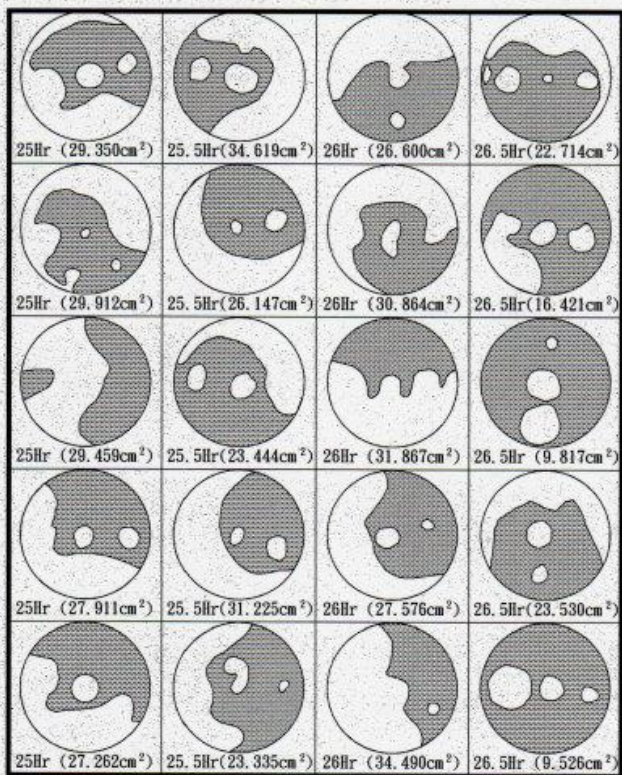 25Hr (29.350cm²) 25.5Hr(34.619cm²) 26Hr (26.600cm²) 26.5Hr(22.714cm²)
25Hr (29.912cm²) 25.5Hr(26.147cm²) 26Hr (30.864cm²) 26.5Hr(16.421cm²)
25Hr (29.459cm²) 25.5Hr(23.444cm²) 26Hr (31.867cm²) 26.5Hr (9.817cm²)
25Hr (27.911cm²) 25.5Hr(31.225cm²) 26Hr (27.576cm²) 26.5Hr(23.530cm²)
25Hr (27.262cm²) 25.5Hr(23.335cm²) 26Hr (34.490cm²) 26.5Hr (9.526cm²)